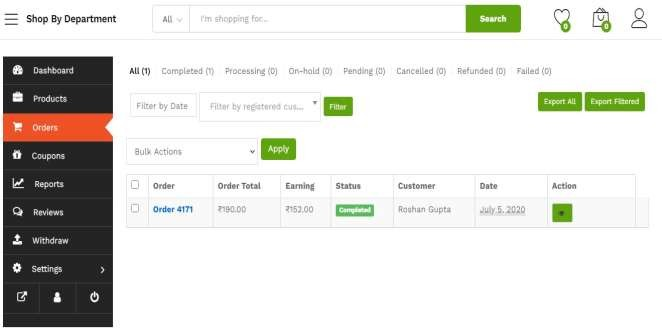 Shop By Department
All
I'm shopping for...
Search
0
0
Dashboard
Products
Orders
Coupons
Reports
Reviews
Withdraw
Settings
All (1) Completed (1) Processing (0) On-hold (0) Pending (0) Cancelled (0) Refunded (0) Failed (0)
Filter by Date
Filter by registered cus...
Filter
Export All
Export Filtered
Bulk Actions
Apply
Order Order Total Earning Status Customer Date Action
Order 4171 ₹190.00 ₹152.00 Completed Roshan Gupta July 5, 2020